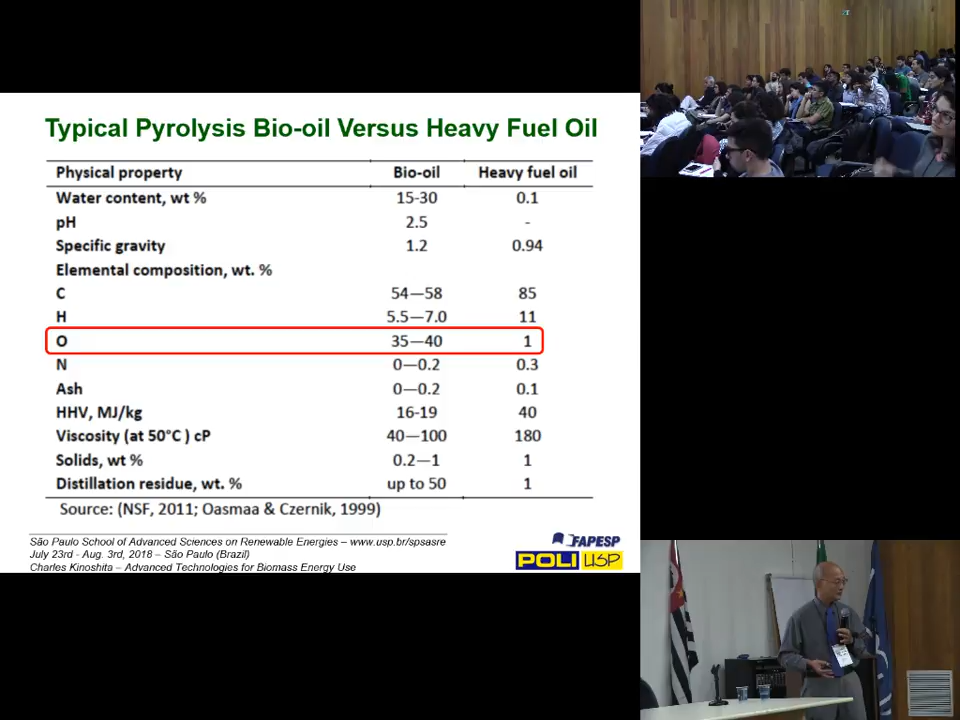 Typical Pyrolysis Bio-oil Versus Heavy Fuel Oil
Physical property Bio-oil Heavy fuel oil
Water content, wt % 15-30 0.1
pH 2.5 -
Specific gravity 1.2 0.94
Elemental composition, wt. %
C 54—58 85
H 5.5—7.0 11
O 35—40 1
N 0—0.2 0.3
Ash 0—0.2 0.1
HHV, MJ/kg 16-19 40
Viscosity (at 50°C ) cP 40—100 180
Solids, wt % 0.2—1 1
Distillation residue, wt. % up to 50 1
Source: (NSF, 2011; Oasmaa & Czernik, 1999)
São Paulo School of Advanced Sciences on Renewable Energies – www.usp.br/spsasre
July 23rd - Aug. 3rd, 2018 – São Paulo (Brazil)
Charles Kinoshita – Advanced Technologies for Biomass Energy Use
FAPESP
POLI USP